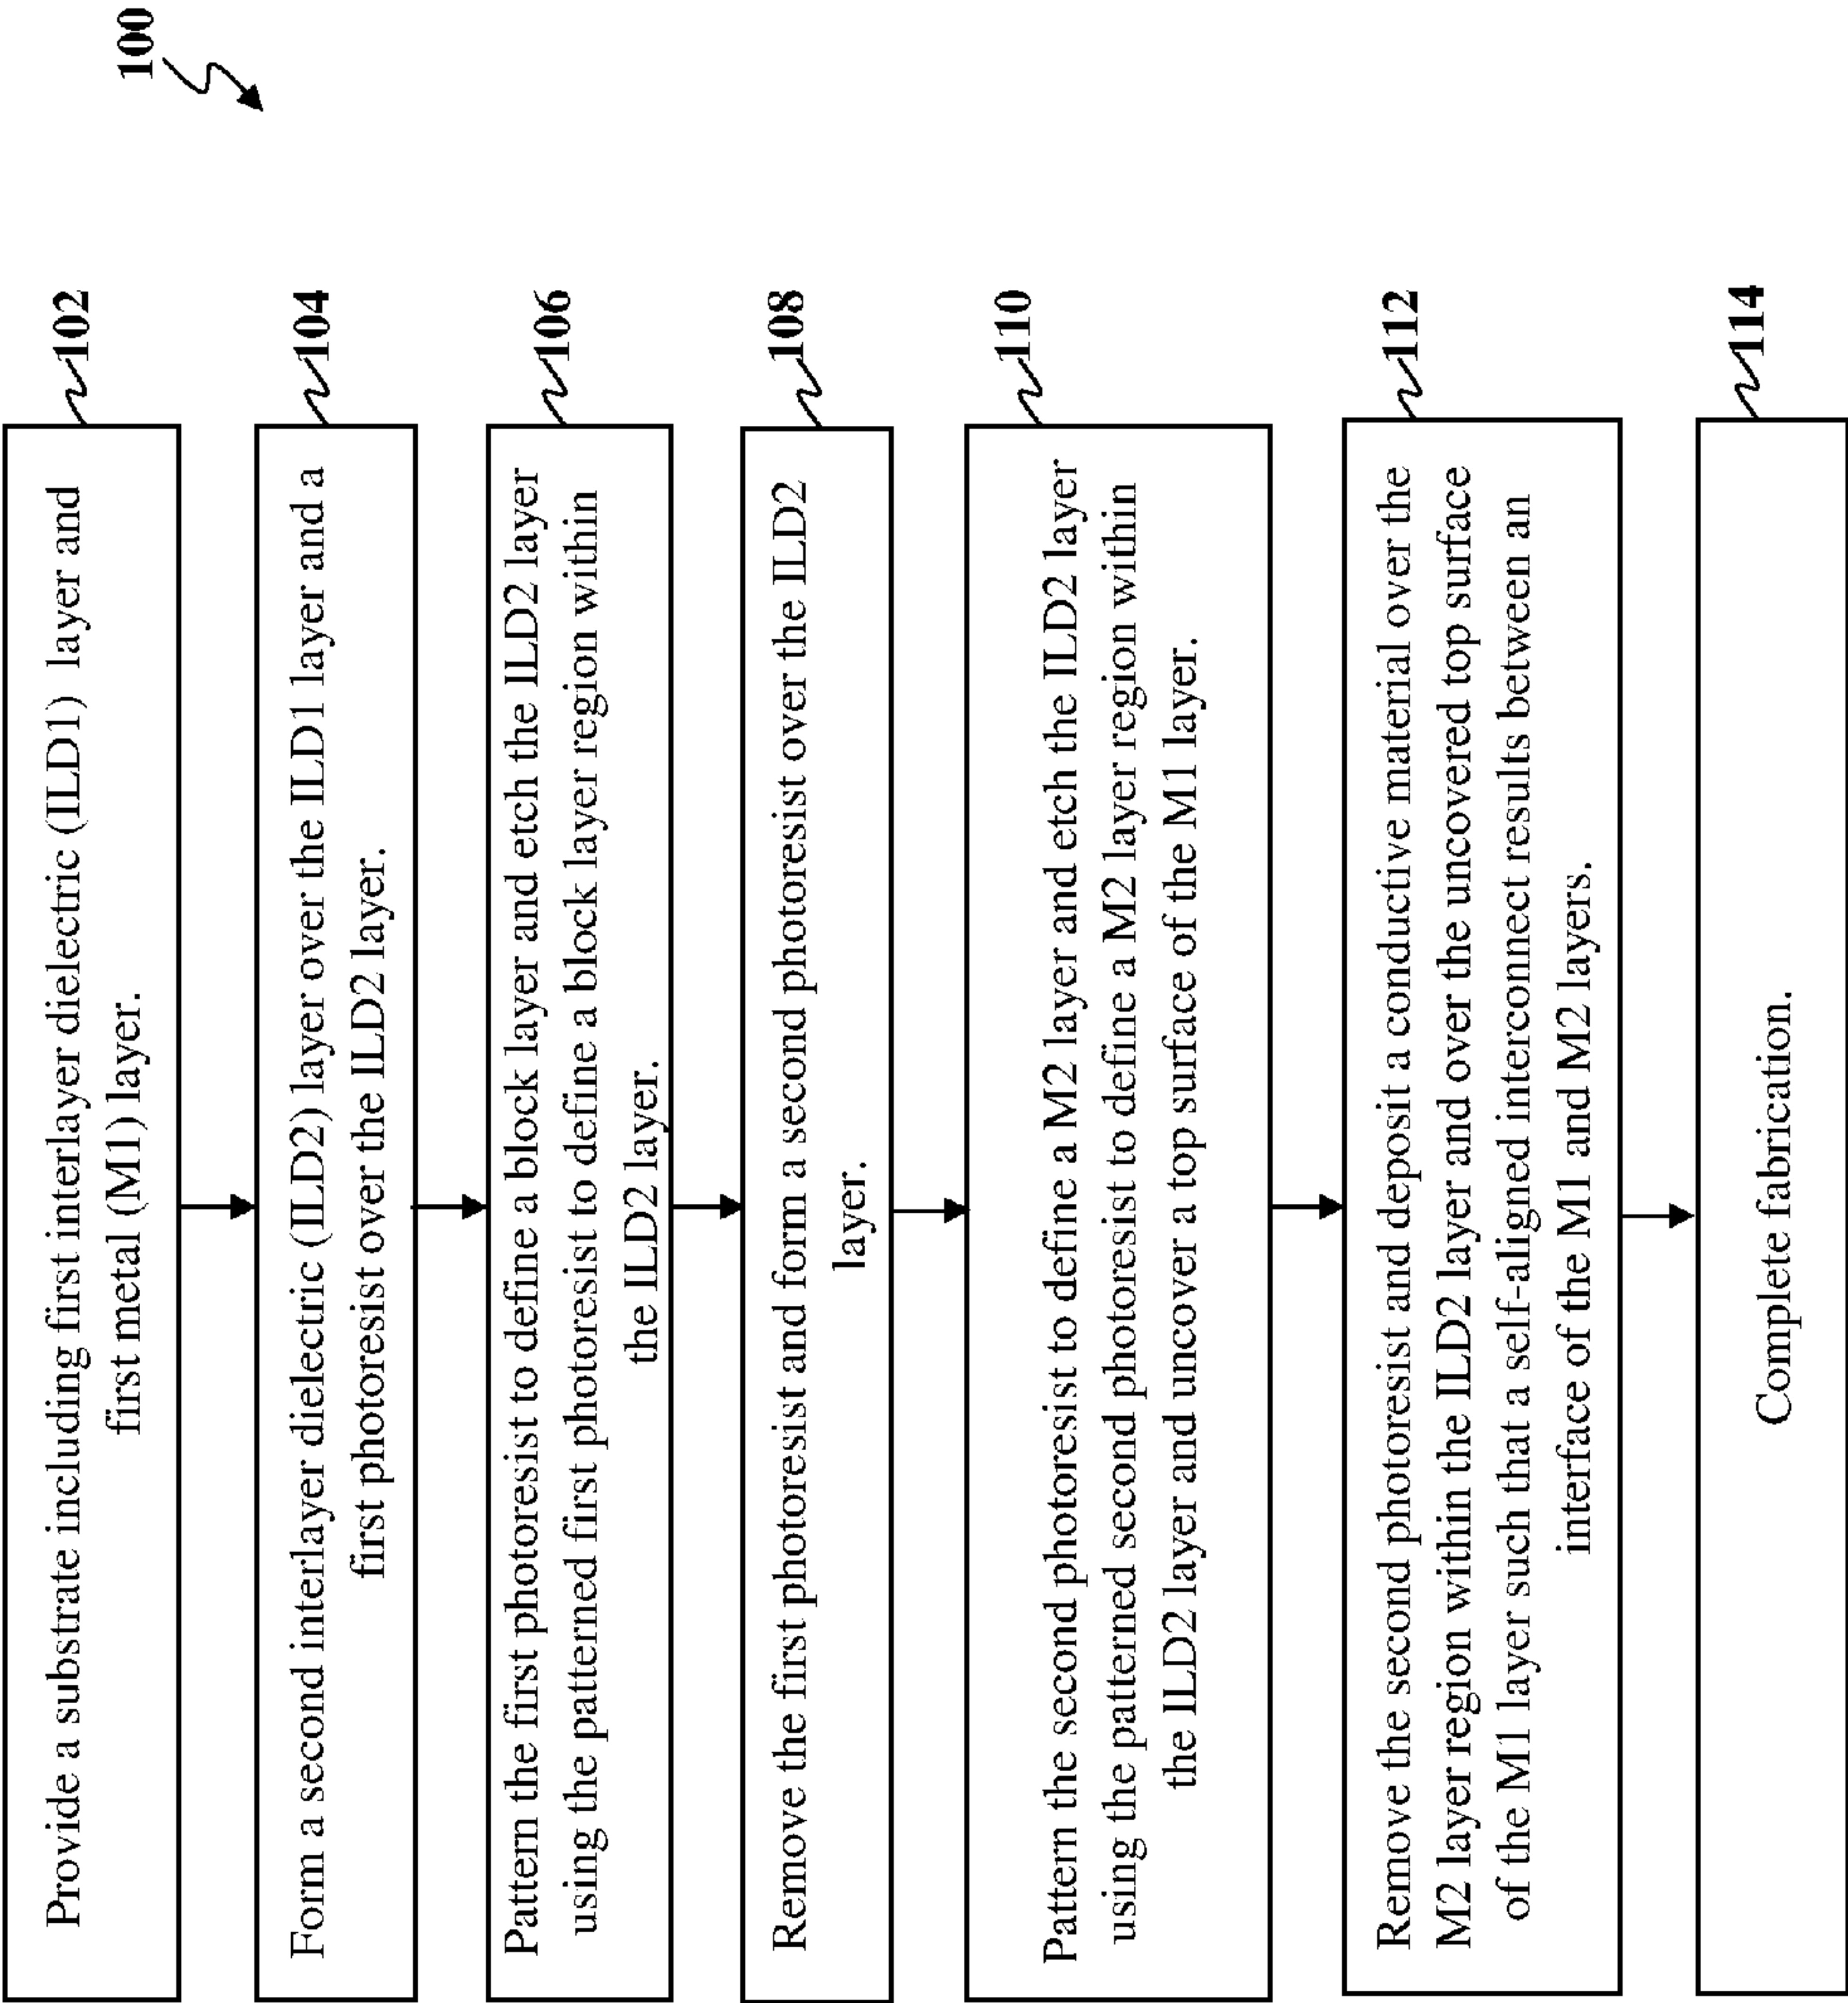 100
102
Provide a substrate including first interlayer dielectric (ILD1) layer and
first metal (M1) layer.
104
Form a second interlayer dielectric (ILD2) layer over the ILD1 layer and a
first photoresist over the ILD2 layer.
106
Pattern the first photoresist to define a block layer and etch the ILD2 layer
using the patterned first photoresist to define a block layer region within
the ILD2 layer.
108
Remove the first photoresist and form a second photoresist over the ILD2
layer.
110
Pattern the second photoresist to define a M2 layer and etch the ILD2 layer
using the patterned second photoresist to define a M2 layer region within
the ILD2 layer and uncover a top surface of the M1 layer.
112
Remove the second photoresist and deposit a conductive material over the
M2 layer region within the ILD2 layer and over the uncovered top surface
of the M1 layer such that a self-aligned interconnect results between an
interface of the M1 and M2 layers.
114
Complete fabrication.